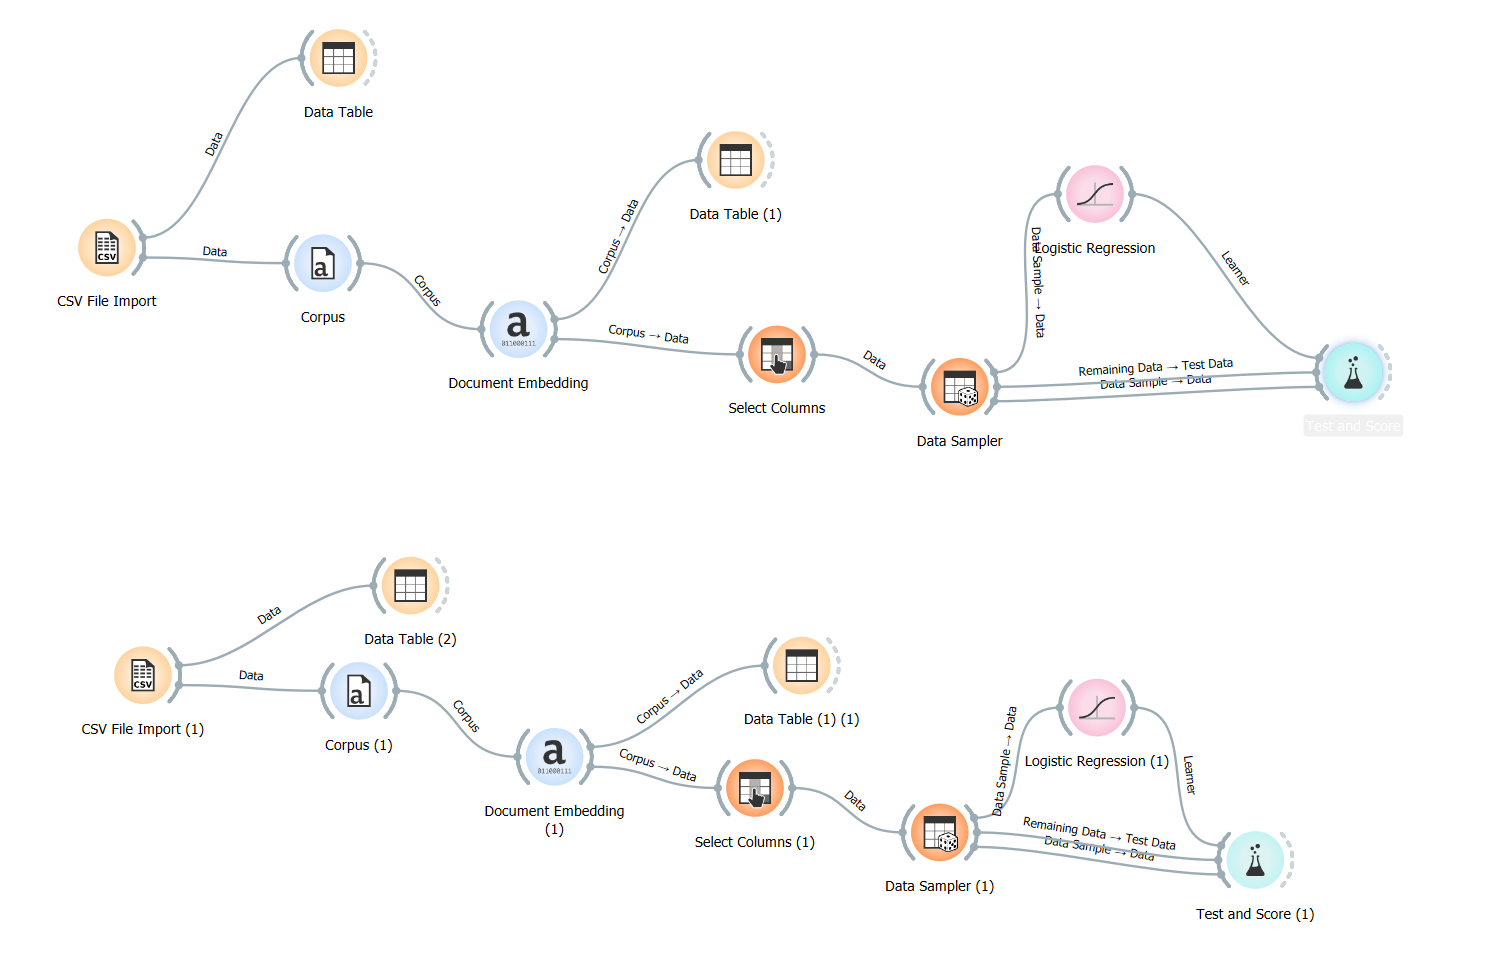 Data Table
Data
Data Table (1)
Corpus → Data
Logistic Regression
Data Sample → Data
Learner
CSV
CSV File Import
Data
a
Corpus
Corpus
a
011000111
Document Embedding
Corpus → Data
Select Columns
Data
Data Sampler
Remaining Data → Test Data
Data Sample → Data
Test and Score
Data Table (2)
Data
CSV
CSV File Import (1)
Data
a
Corpus (1)
Corpus
a
011000111
Document Embedding
(1)
Corpus → Data
Data Table (1) (1)
Corpus → Data
Select Columns (1)
Data
Data Sampler (1)
Data Sample → Data
Logistic Regression (1)
Learner
Remaining Data → Test Data
Data Sample → Data
Test and Score (1)